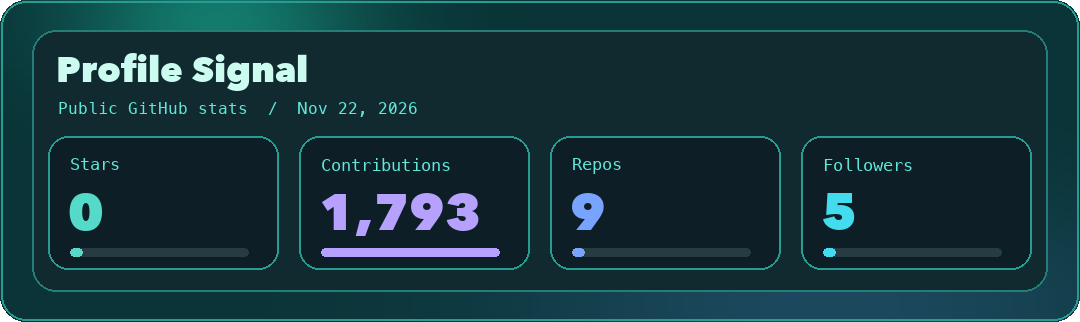 Profile Signal
Public GitHub stats / Nov 22, 2026
Stars
0
Contributions
1,793
Repos
9
Followers
5